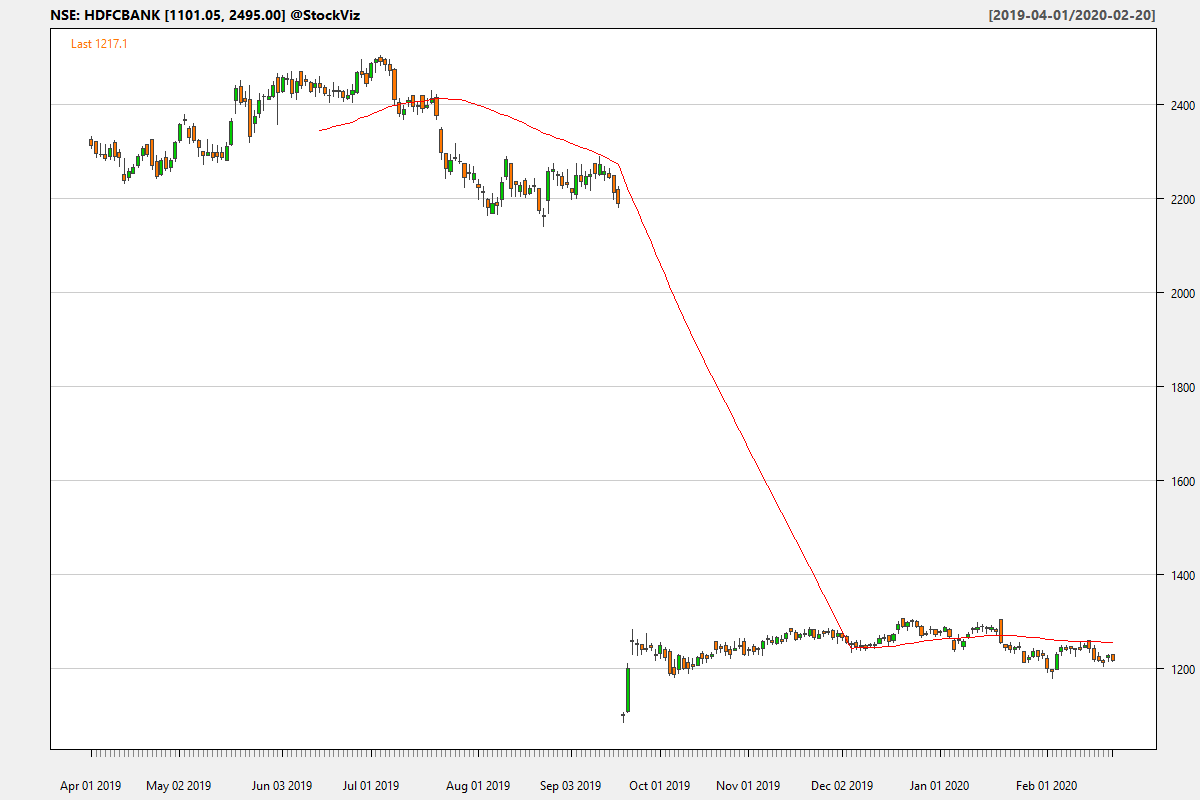 NSE: HDFCBANK [1101.05, 2495.00] @StockViz
[2019-04-01/2020-02-20]
Last 1217.1
2400
2200
2000
1800
1600
1400
1200
Apr 01 2019 May 02 2019 Jun 03 2019 Jul 01 2019 Aug 01 2019 Sep 03 2019 Oct 01 2019 Nov 01 2019 Dec 02 2019 Jan 01 2020 Feb 01 2020